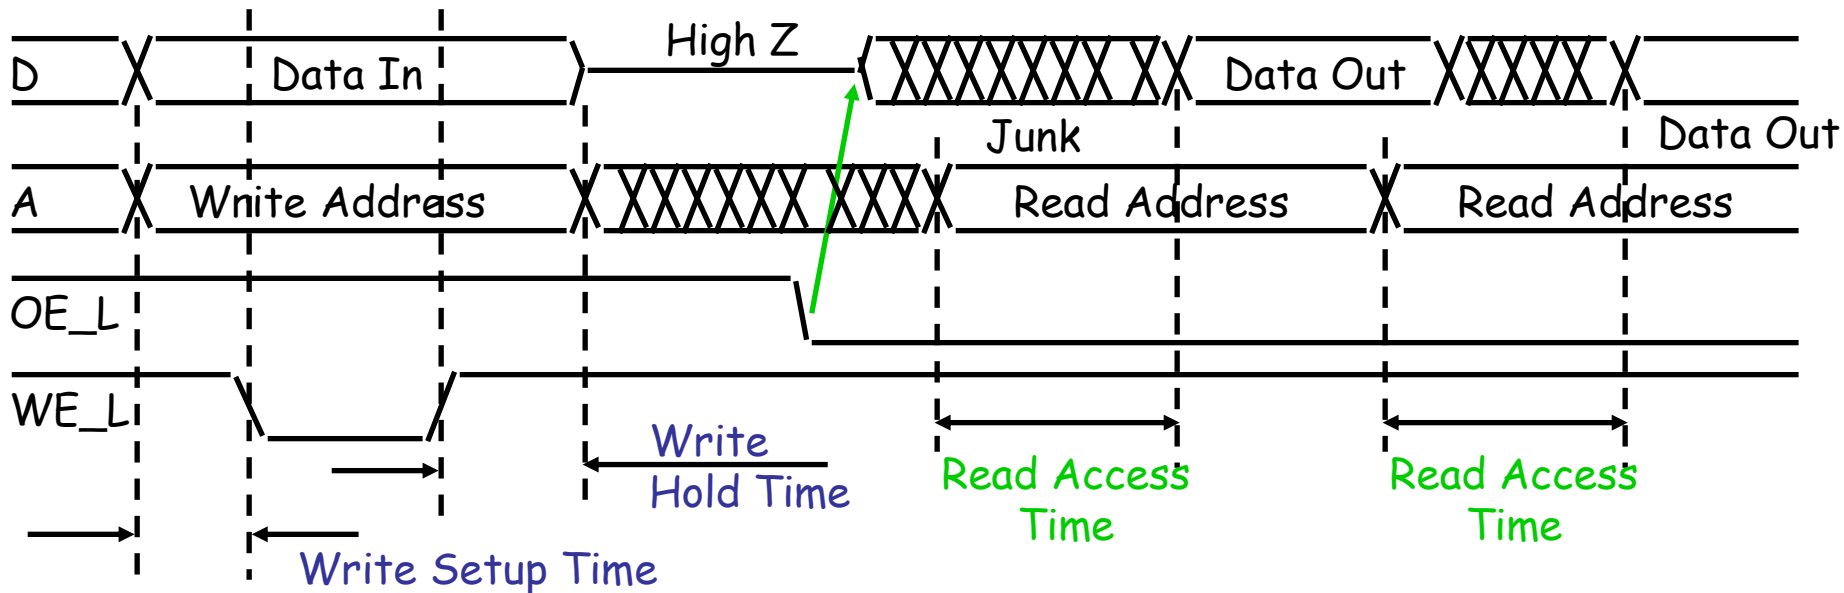 High Z
D
Data In
Data Out
Junk
Data Out
A
Write Address
Read Address
Read Address
OE_L
WE_L
Write
Hold Time
Read Access
Time
Read Access
Time
Write Setup Time